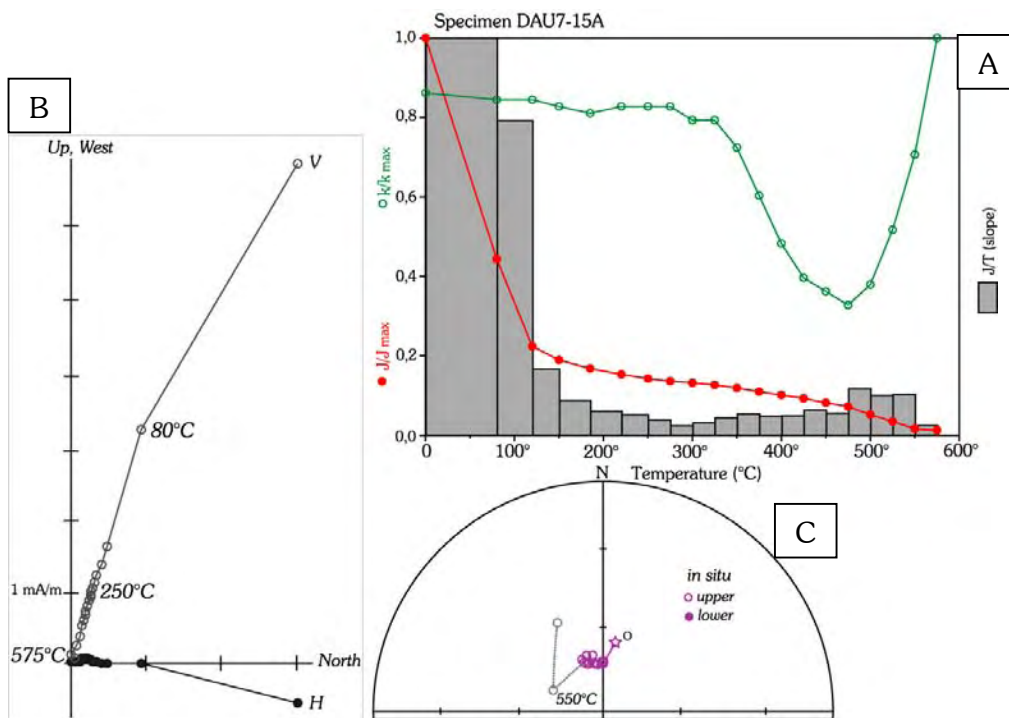 Specimen DAU7-15A
A
1,0
0,8
0,6
0,4
0,2
0,0
k/k max
J/J max
J/T (slope)
0
100°
200°
300°
400°
500°
600°
Temperature (°C)
B
Up, West
V
80°C
1 mA/m
250°C
575°C
North
H
N
C
in situ
upper
lower
O
550°C